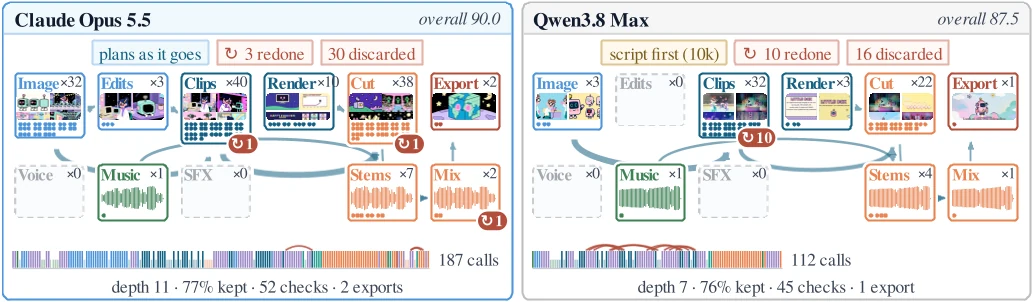 Claude Opus 5.5 overall 90.0
plans as it goes ↻ 3 redone 30 discarded
Image×32 Edits ×3 Clips ×40 Render×10 Cut ×38 Export×2
↻1 ↻1
Voice ×0 Music ×1 SFX ×0 Stems ×7 Mix ×2
↻1
187 calls
depth 11 · 77% kept · 52 checks · 2 exports
Qwen3.8 Max overall 87.5
script first (10k) ↻ 10 redone 16 discarded
Image ×3 Edits ×0 Clips ×32 Render×3 Cut ×22 Export×1
↻10
Voice ×0 Music ×1 SFX ×0 Stems ×4 Mix ×1
112 calls
depth 7 · 76% kept · 45 checks · 1 export